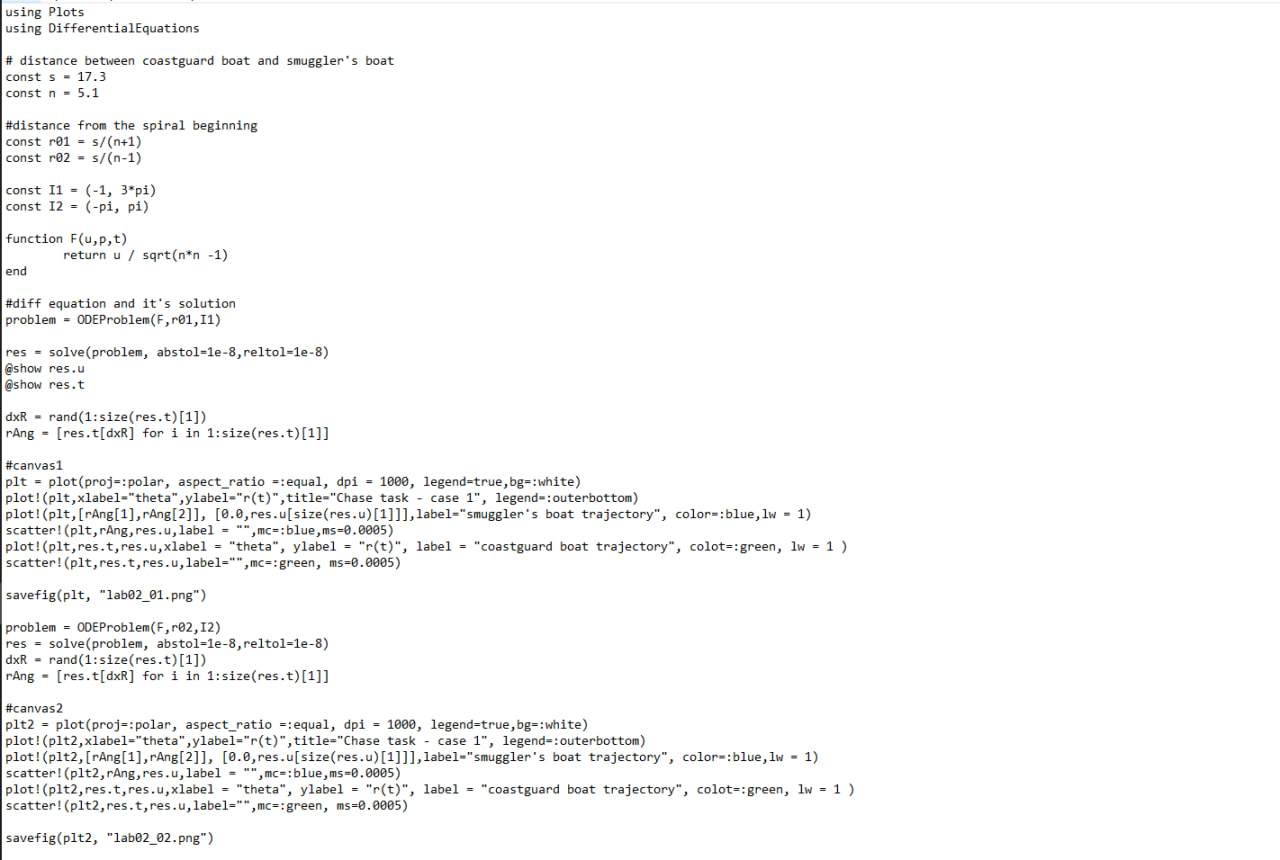 using Plots
using DifferentialEquations
# distance between coastguard boat and smuggler's boat
const s = 17.3
const n = 5.1
#distance from the spiral beginning
const r01 = s/(n+1)
const r02 = s/(n-1)
const I1 = (-1, 3*pi)
const I2 = (-pi, pi)
function F(u,p,t)
        return u / sqrt(n*n -1)
end
#diff equation and it's solution
problem = ODEProblem(F,r01,I1)
res = solve(problem, abstol=1e-8,reltol=1e-8)
@show res.u
@show res.t
dxR = rand(1:size(res.t)[1])
rAng = [res.t[dxR] for i in 1:size(res.t)[1]]
#canvas1
plt = plot(proj=:polar, aspect_ratio =:equal, dpi = 1000, legend=true,bg=:white)
plot!(plt,xlabel="theta",ylabel="r(t)",title="Chase task - case 1", legend=:outerbottom)
plot!(plt,[rAng[1],rAng[2]], [0.0,res.u[size(res.u)[1]]],label="smuggler's boat trajectory", color=:blue,lw = 1)
scatter!(plt,rAng,res.u,label = "",mc=:blue,ms=0.0005)
plot!(plt,res.t,res.u,xlabel = "theta", ylabel = "r(t)", label = "coastguard boat trajectory", colot=:green, lw = 1 )
scatter!(plt,res.t,res.u,label="",mc=:green, ms=0.0005)
savefig(plt, "lab02_01.png")
problem = ODEProblem(F,r02,I2)
res = solve(problem, abstol=1e-8,reltol=1e-8)
dxR = rand(1:size(res.t)[1])
rAng = [res.t[dxR] for i in 1:size(res.t)[1]]
#canvas2
plt2 = plot(proj=:polar, aspect_ratio =:equal, dpi = 1000, legend=true,bg=:white)
plot!(plt2,xlabel="theta",ylabel="r(t)",title="Chase task - case 1", legend=:outerbottom)
plot!(plt2,[rAng[1],rAng[2]], [0.0,res.u[size(res.u)[1]]],label="smuggler's boat trajectory", color=:blue,lw = 1)
scatter!(plt2,rAng,res.u,label = "",mc=:blue,ms=0.0005)
plot!(plt2,res.t,res.u,xlabel = "theta", ylabel = "r(t)", label = "coastguard boat trajectory", colot=:green, lw = 1 )
scatter!(plt2,res.t,res.u,label="",mc=:green, ms=0.0005)
savefig(plt2, "lab02_02.png")